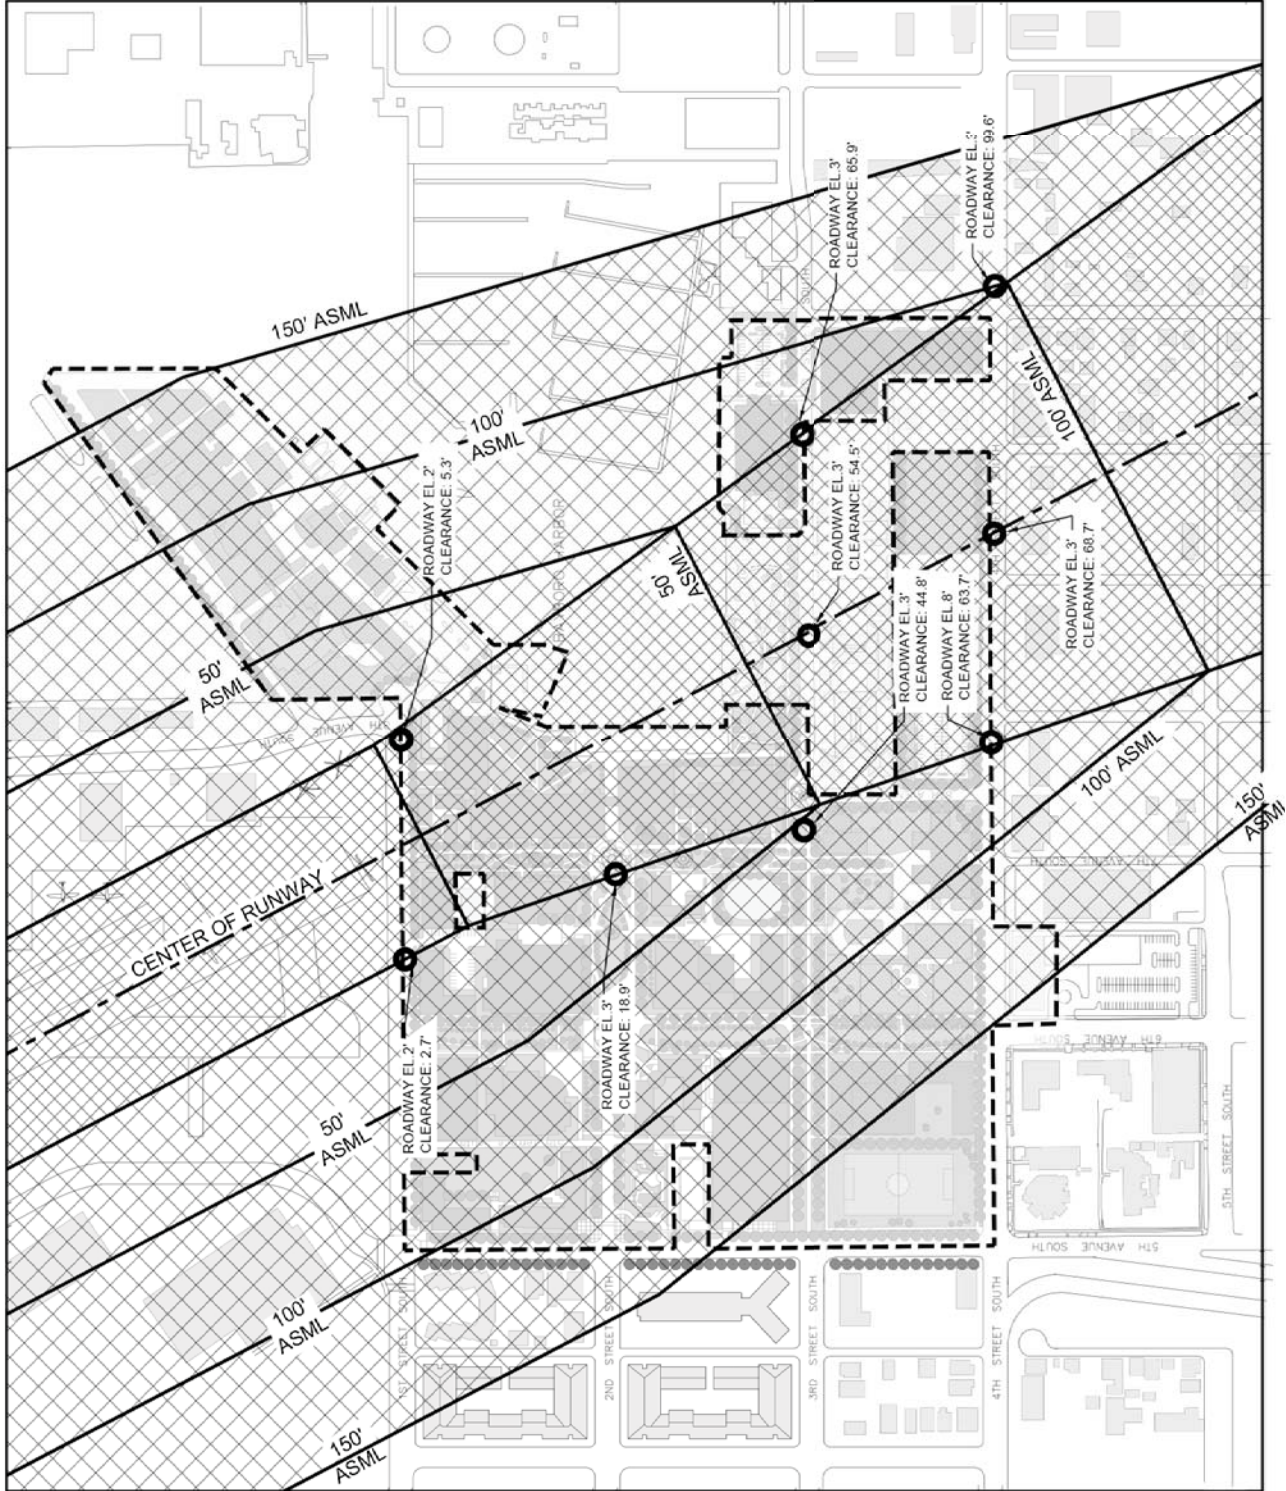 150' ASML
100'
ASML
50'
ASML
ROADWAY EL.2'
CLEARANCE: 5.3'
ROADWAY EL.3'
CLEARANCE: 65.9'
ROADWAY EL.3'
CLEARANCE: 99.6'
SOUTH
HARBOR
100' ASML
50'
ASML
ROADWAY EL.3'
CLEARANCE: 54.5'
ROADWAY EL.3'
CLEARANCE: 44.8'
ROADWAY EL.8'
CLEARANCE: 63.7'
ROADWAY EL.3'
CLEARANCE: 68.7'
AVENUE SOUTH
CENTER OF RUNWAY
100' ASML
150'
ASML
7TH AVENUE SOUTH
ROADWAY EL.2'
CLEARANCE: 2.7'
ROADWAY EL.3'
CLEARANCE: 18.9'
50'
ASML
6TH AVENUE SOUTH
5TH STREET SOUTH
5TH AVENUE SOUTH
100'
ASML
1ST STREET SOUTH
2ND STREET SOUTH
3RD STREET SOUTH
4TH STREET SOUTH
150'
ASML